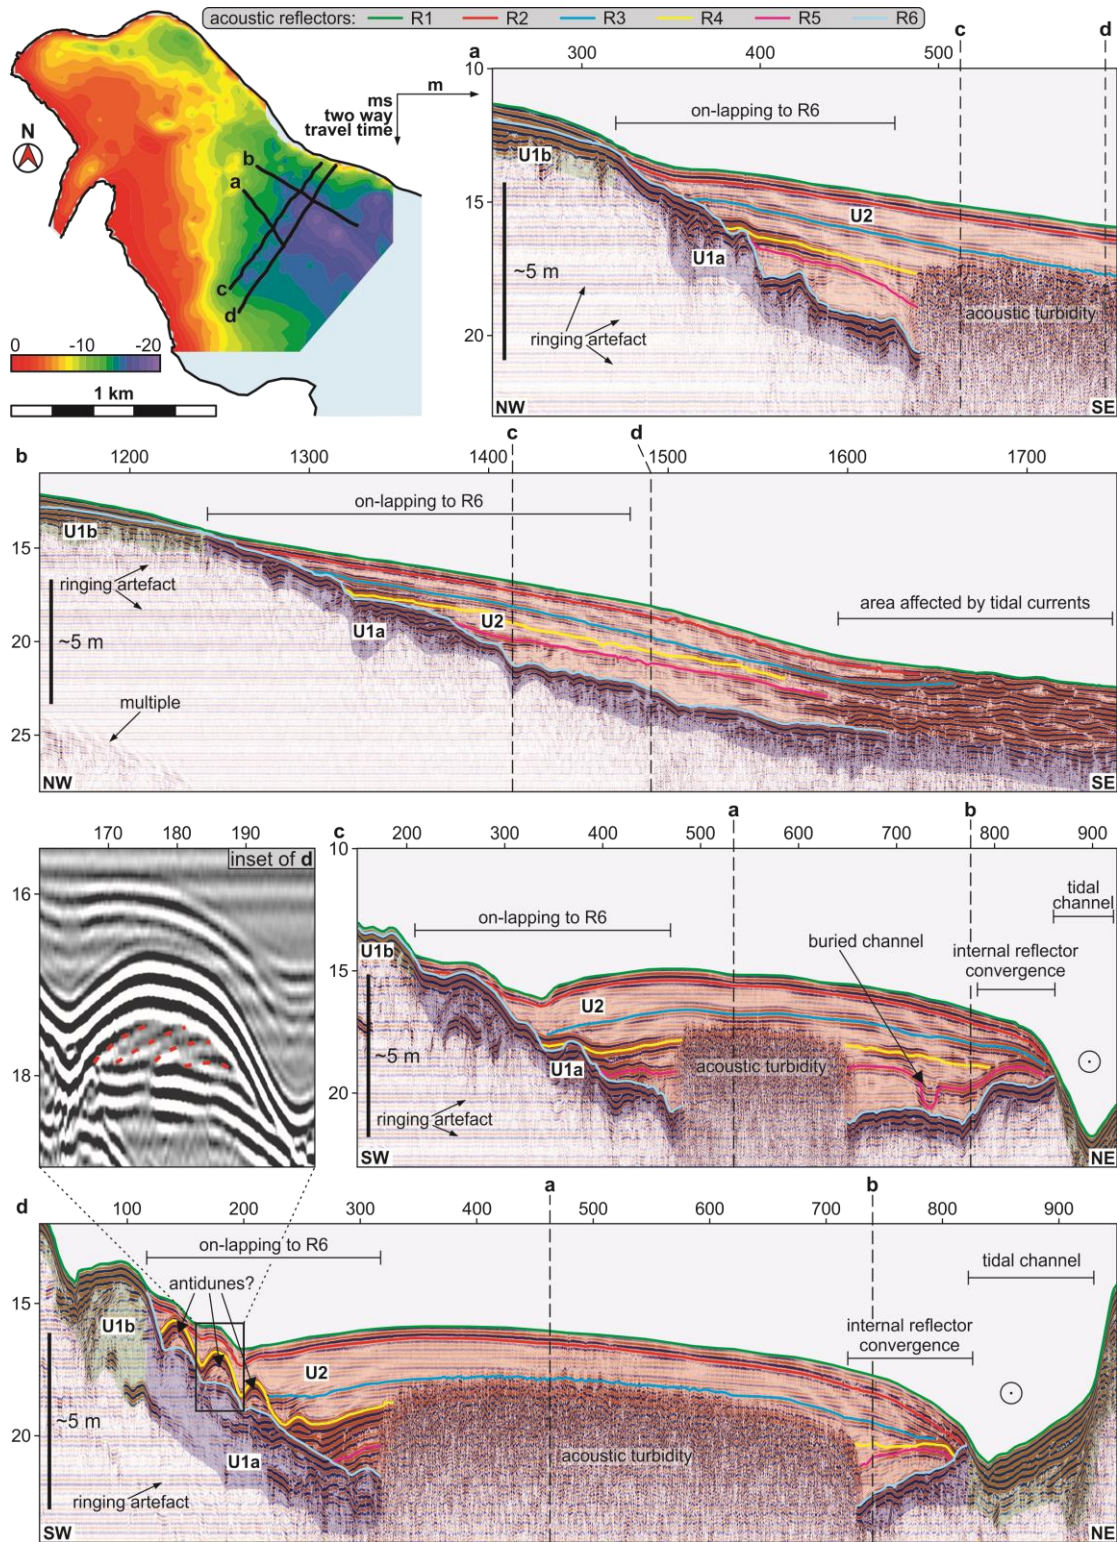 acoustic reflectors: R1 R2 R3 R4 R5 R6
N
ms
two way
travel time
m
a
b
c
d
0 -10 -20
1 km
a 300 400 500 c d
10
15
20
on-lapping to R6
U1b
U2
U1a
~5 m
acoustic turbidity
ringing artefact
NW SE
b 1200 1300 1400 c d 1500 1600 1700
15
20
25
on-lapping to R6
U1b
ringing artefact
area affected by tidal currents
U2
U1a
~5 m
multiple
NW SE
170 180 190
inset of d
16
18
c 200 300 400 500 a 600 700 b 800 900
10
15
20
on-lapping to R6
tidal
channel
buried channel
internal reflector
convergence
U1b
U2
U1a
~5 m
acoustic turbidity
ringing artefact
SW NE
d 100 200 300 400 a 500 600 700 b 800 900
15
20
on-lapping to R6
tidal channel
antidunes?
internal reflector
convergence
U1b
U2
~5 m
U1a
acoustic turbidity
ringing artefact
SW NE